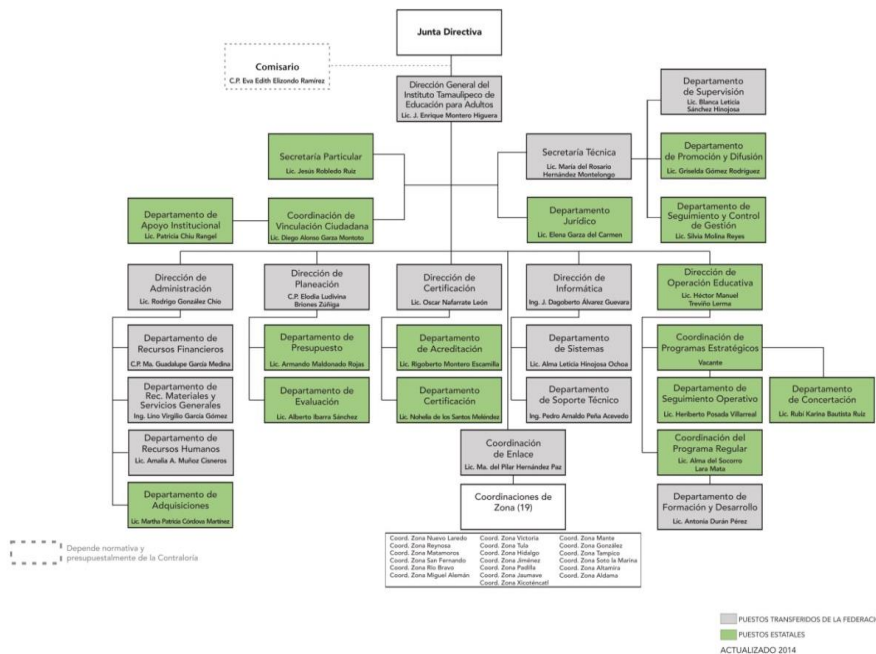 Junta Directiva
Comisario
C.P. Eva Edith Elizondo Ramírez
Dirección General del
Instituto Tamaulipeco de
Educación para Adultos
Lic. J. Enrique Montero Higuera
Departamento
de Supervisión
Lic. Blanca Leticia
Sánchez Hinojosa
Secretaría Particular
Lic. Jesús Robledo Ruiz
Secretaría Técnica
Lic. María del Rosario
Hernández Montelongo
Departamento
de Promoción y Difusión
Lic. Griselda Gómez Rodríguez
Departamento de
Apoyo Institucional
Lic. Patricia Chiu Rangel
Coordinación de
Vinculación Ciudadana
Lic. Diego Alonso Garza Montoto
Departamento
Jurídico
Lic. Elena Garza del Carmen
Departamento de
Seguimiento y Control
de Gestión
Lic. Silvia Molina Reyes
Dirección de
Administración
Lic. Rodrigo González Chio
Dirección de
Planeación
C.P. Elodia Ludivina
Briones Zúñiga
Dirección de
Certificación
Lic. Oscar Nafarrate León
Dirección de
Informática
Ing. J. Dagoberto Álvarez Guevara
Dirección de
Operación Educativa
Lic. Héctor Manuel
Treviño Lerma
Departamento de
Recursos Financieros
C.P. Ma. Guadalupe García Medina
Departamento de
Presupuesto
Lic. Armando Maldonado Rojas
Departamento
de Acreditación
Lic. Rigoberto Montero Escamilla
Departamento
de Sistemas
Lic. Alma Leticia Hinojosa Ochoa
Coordinación de
Programas Estratégicos
Vacante
Departamento de
Rec. Materiales y
Servicios Generales
Ing. Lino Virgilio García Gómez
Departamento de
Evaluación
Lic. Alberto Ibarra Sánchez
Departamento
Certificación
Lic. Nohelia de los Santos Meléndez
Departamento
de Soporte Técnico
Ing. Pedro Arnaldo Peña Acevedo
Departamento de
Seguimiento Operativo
Lic. Heriberto Posada Villarreal
Departamento
de Concertación
Lic. Rubi Karina Bautista Ruiz
Departamento de
Recursos Humanos
Lic. Amalia A. Muñoz Cisneros
Coordinación
de Enlace
Lic. Ma. del Pilar Hernández Paz
Coordinación del
Programa Regular
Lic. Alma del Socorro
Lara Mata
Departamento de
Adquisiciones
Lic. Martha Patricia Córdova Martínez
Coordinaciones de
Zona (19)
Departamento de
Formación y Desarrollo
Lic. Antonia Durán Pérez
Coord. Zona Nuevo Laredo
Coord. Zona Reynosa
Coord. Zona Matamoros
Coord. Zona San Fernando
Coord. Zona Río Bravo
Coord. Zona Miguel Alemán
Coord. Zona Victoria
Coord. Zona Tula
Coord. Zona Hidalgo
Coord. Zona Jiménez
Coord. Zona Padilla
Coord. Zona Jaumave
Coord. Zona Xicoténcatl
Coord. Zona Mante
Coord. Zona González
Coord. Zona Tampico
Coord. Zona Soto la Marina
Coord. Zona Altamira
Coord. Zona Aldama
Depende normativa y
presupuestalmente de la Contraloría
PUESTOS TRANSFERIDOS DE LA FEDERACI
PUESTOS ESTATALES
ACTUALIZADO 2014